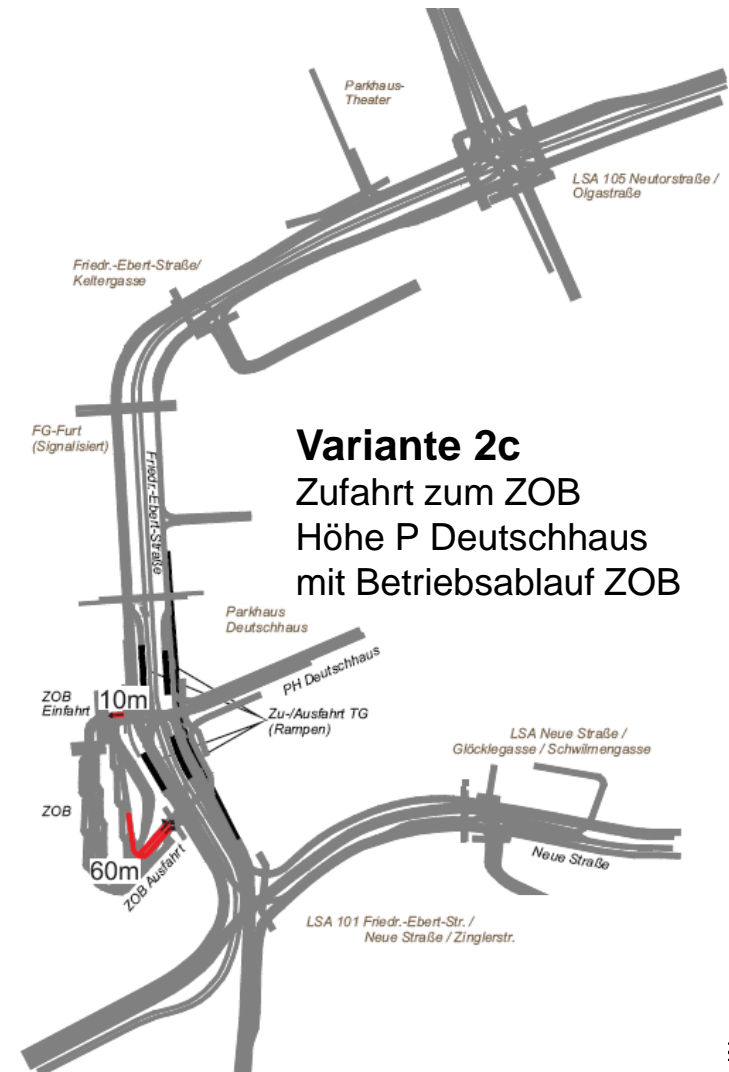 Parkhaus-
Theater
LSA 105 Neutorstraße /
Olgastraße
Friedr.-Ebert-Straße/
Keltergasse
FG-Furt
(Signalisiert)
Friedr.-Ebert-Straße
Variante 2c
Zufahrt zum ZOB
Höhe P Deutschhaus
mit Betriebsablauf ZOB
Parkhaus
Deutschhaus
PH Deutschhaus
ZOB
Einfahrt
10m
Zu-/Ausfahrt TG
(Rampen)
LSA Neue Straße /
Glöcklegasse / Schwilmengasse
ZOB
60m
ZOB Ausfahrt
Neue Straße
LSA 101 Friedr.-Ebert-Str. /
Neue Straße / Zinglerstr.